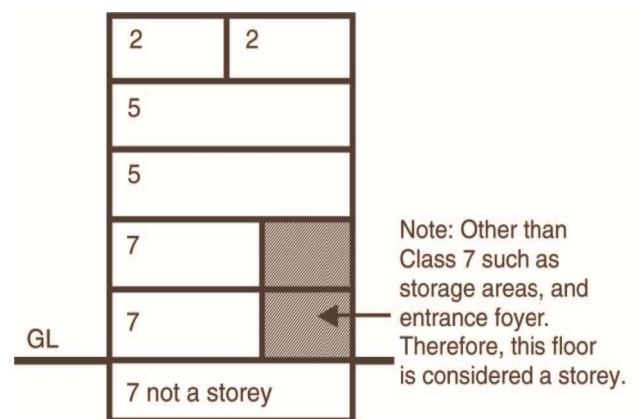 2 2
5
5
7
7
GL
7 not a storey
Note: Other than
Class 7 such as
storage areas, and
entrance foyer.
Therefore, this floor
is considered a storey.